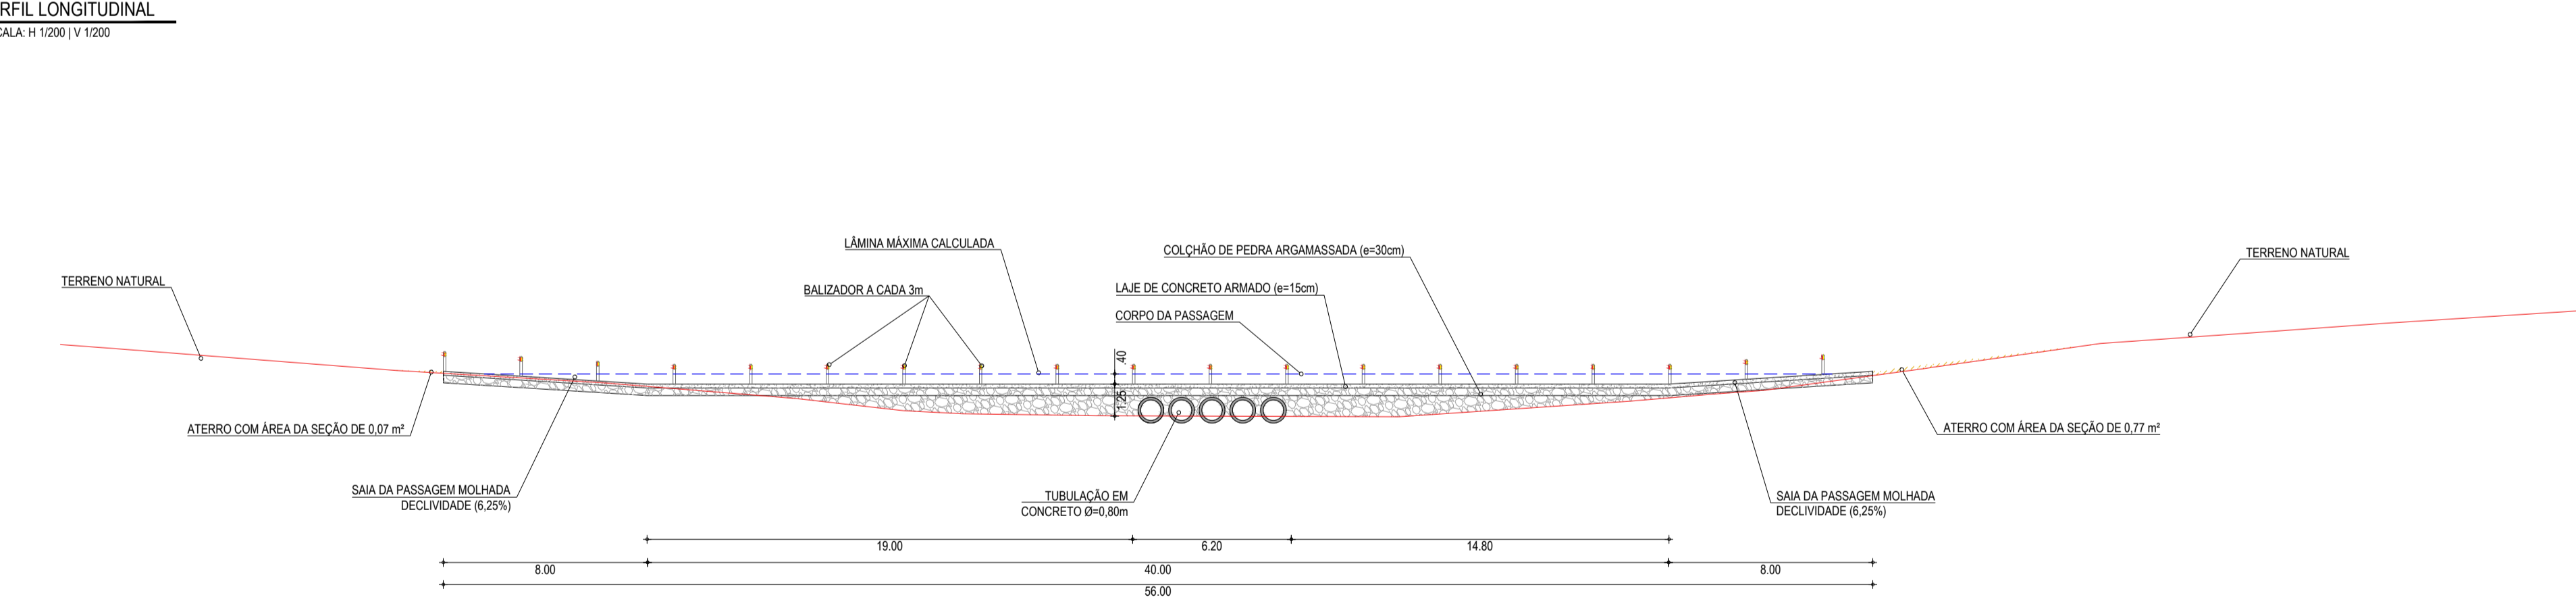 RFIL LONGITUDINAL
CALA: H 1/200 | V 1/200
LÂMINA MÁXIMA CALCULADA
COLÇHÃO DE PEDRA ARGAMASSADA (e=30cm)
TERRENO NATURAL
TERRENO NATURAL
BALIZADOR A CADA 3m
LAJE DE CONCRETO ARMADO (e=15cm)
CORPO DA PASSAGEM
.40
1.25
ATERRO COM ÁREA DA SEÇÃO DE 0,07 m²
ATERRO COM ÁREA DA SEÇÃO DE 0,77 m²
SAIA DA PASSAGEM MOLHADA
DECLIVIDADE (6,25%)
TUBULAÇÃO EM
CONCRETO Ø=0,80m
SAIA DA PASSAGEM MOLHADA
DECLIVIDADE (6,25%)
19.00
6.20
14.80
8.00
40.00
8.00
56.00